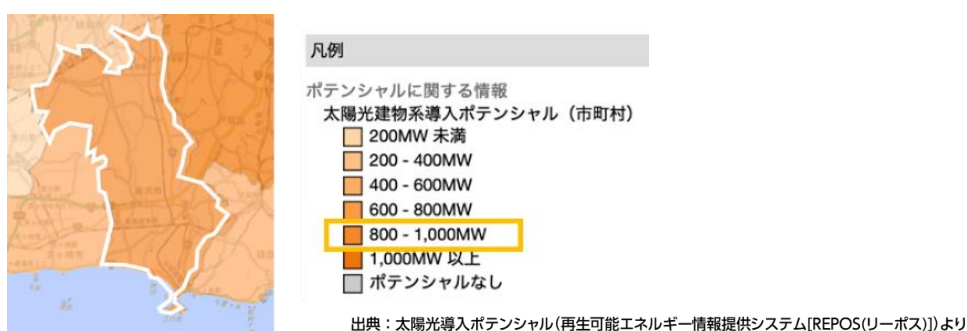 凡例
ポテンシャルに関する情報
太陽光建物系導入ポテンシャル（市町村）
200MW 未満
200 - 400MW
400 - 600MW
600 - 800MW
800 - 1,000MW
1,000MW 以上
ポテンシャルなし
出典：太陽光導入ポテンシャル（再生可能エネルギー情報提供システム[REPOS(リーポス)]）より